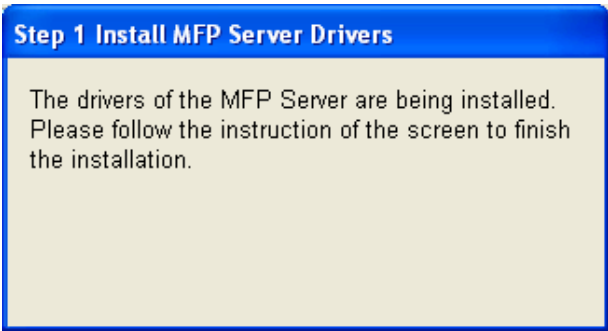 Step 1 Install MFP Server Drivers
The drivers of the MFP Server are being installed.
Please follow the instruction of the screen to finish
the installation.